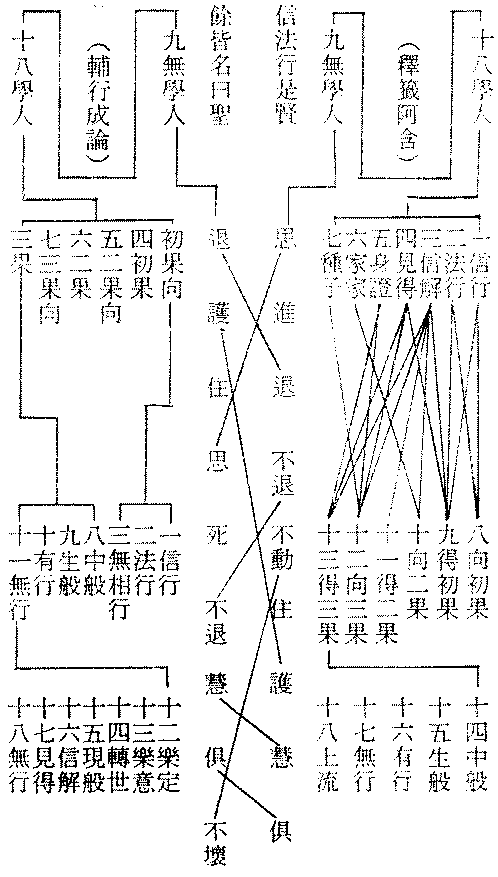 十八學人
(釋籤阿含)
九無學人
信法行是賢
餘皆名曰聖
九無學人
(輔行成論)
十八學人
一信行
二法行
三信解
四見得
五身證
六家家
七種子
八向初果
九得初果
十向二果
十一得二果
十二向三果
十三得三果
十四中般
十五生般
十六有行
十七無行
十八上流
思
進
退
不退
不動
住
護
慧
俱
退
護
住
思
死
不退
慧
俱
不壞
初果向
四初果
五二果向
六二果
七三果向
三果
一信行
二法行
三無相行
八中般
九生般
十有行
十一無行
十二樂定
十三樂意
十四轉世
十五現般
十六信解
十七見得
十八無行